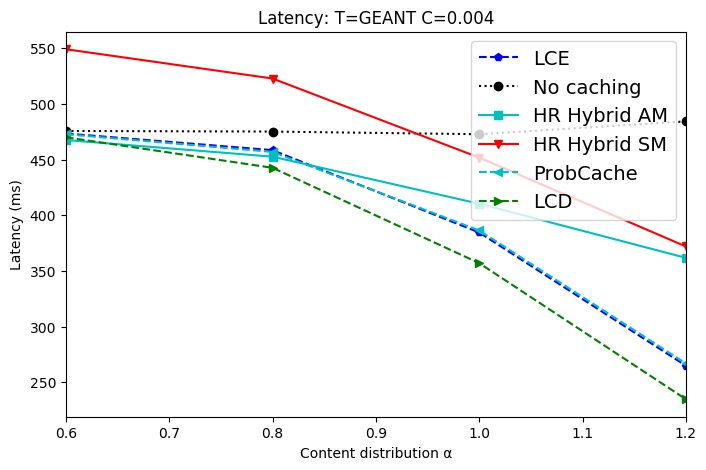 Latency: T=GEANT C=0.004
LCE
No caching
HR Hybrid AM
HR Hybrid SM
ProbCache
LCD
Latency (ms)
550
500
450
400
350
300
250
0.6 0.7 0.8 0.9 1.0 1.1 1.2
Content distribution α